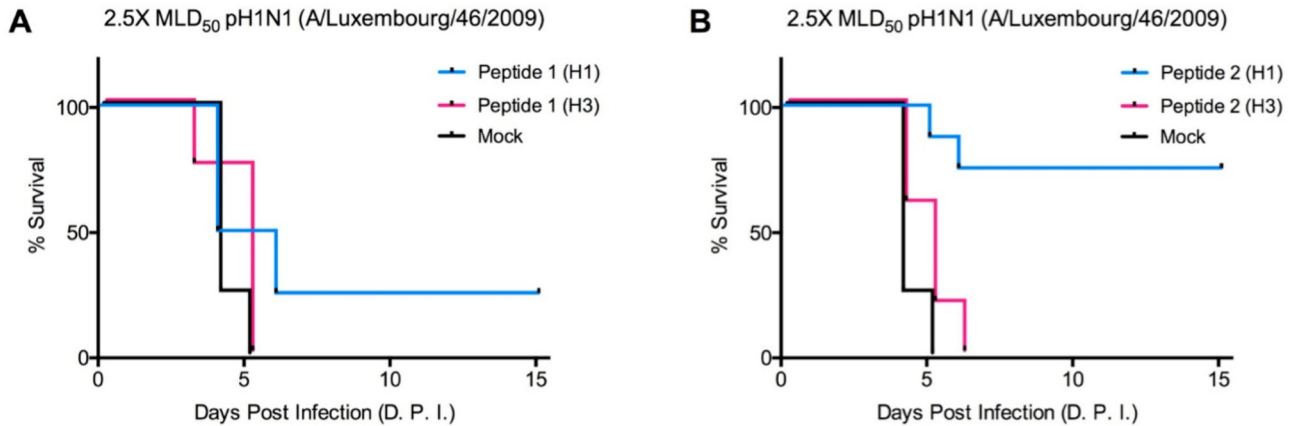 A
2.5X MLD50 pH1N1 (A/Luxembourg/46/2009)
Peptide 1 (H1)
Peptide 1 (H3)
Mock
100
50
0
% Survival
0 5 10 15
Days Post Infection (D. P. I.)
B
2.5X MLD50 pH1N1 (A/Luxembourg/46/2009)
Peptide 2 (H1)
Peptide 2 (H3)
Mock
100
50
0
% Survival
0 5 10 15
Days Post Infection (D. P. I.)